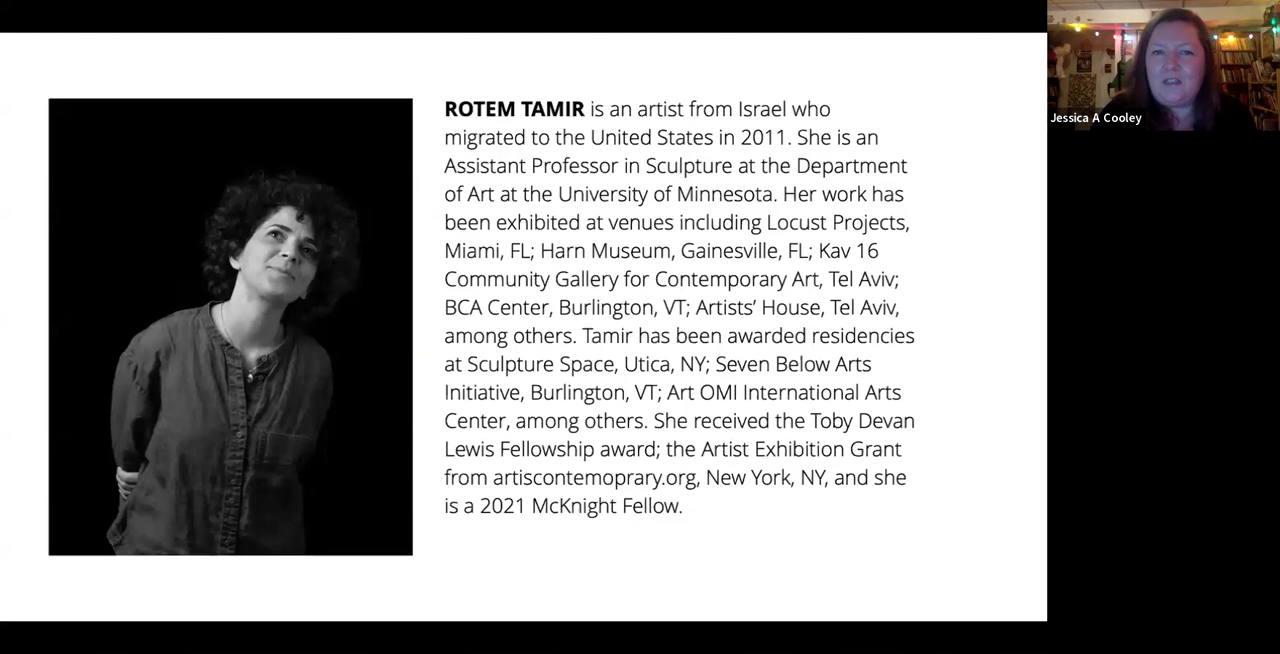 ROTEM TAMIR is an artist from Israel who
migrated to the United States in 2011. She is an
Assistant Professor in Sculpture at the Department
of Art at the University of Minnesota. Her work has
been exhibited at venues including Locust Projects,
Miami, FL; Harn Museum, Gainesville, FL; Kav 16
Community Gallery for Contemporary Art, Tel Aviv;
BCA Center, Burlington, VT; Artists’ House, Tel Aviv,
among others. Tamir has been awarded residencies
at Sculpture Space, Utica, NY; Seven Below Arts
Initiative, Burlington, VT; Art OMI International Arts
Center, among others. She received the Toby Devan
Lewis Fellowship award; the Artist Exhibition Grant
from artiscontemoprary.org, New York, NY, and she
is a 2021 McKnight Fellow.
Jessica A Cooley